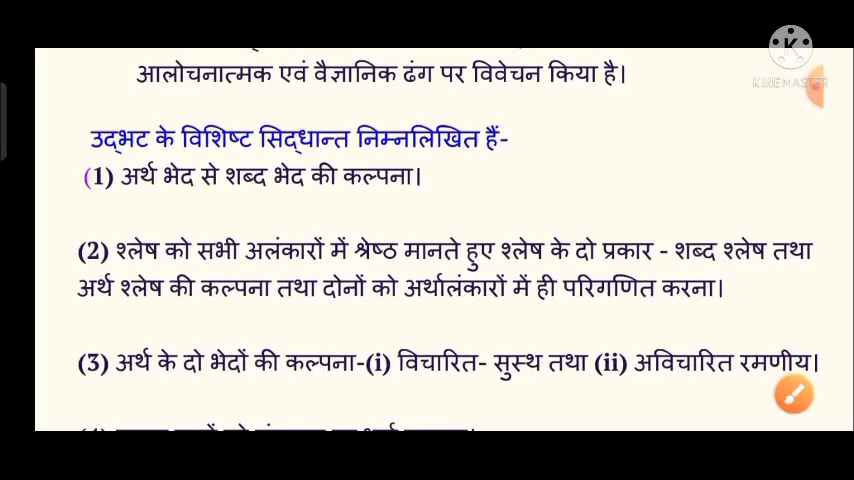 KINEMASTER
आलोचनात्मक एवं वैज्ञानिक ढंग पर विवेचन किया है।
उद्भट के विशिष्ट सिद्धान्त निम्नलिखित हैं-
(1) अर्थ भेद से शब्द भेद की कल्पना।
(2) श्लेष को सभी अलंकारों में श्रेष्ठ मानते हुए श्लेष के दो प्रकार - शब्द श्लेष तथा
अर्थ श्लेष की कल्पना तथा दोनों को अर्थालंकारों में ही परिगणित करना।
(3) अर्थ के दो भेदों की कल्पना-(i) विचारित- सुस्थ तथा (ii) अविचारित रमणीय।